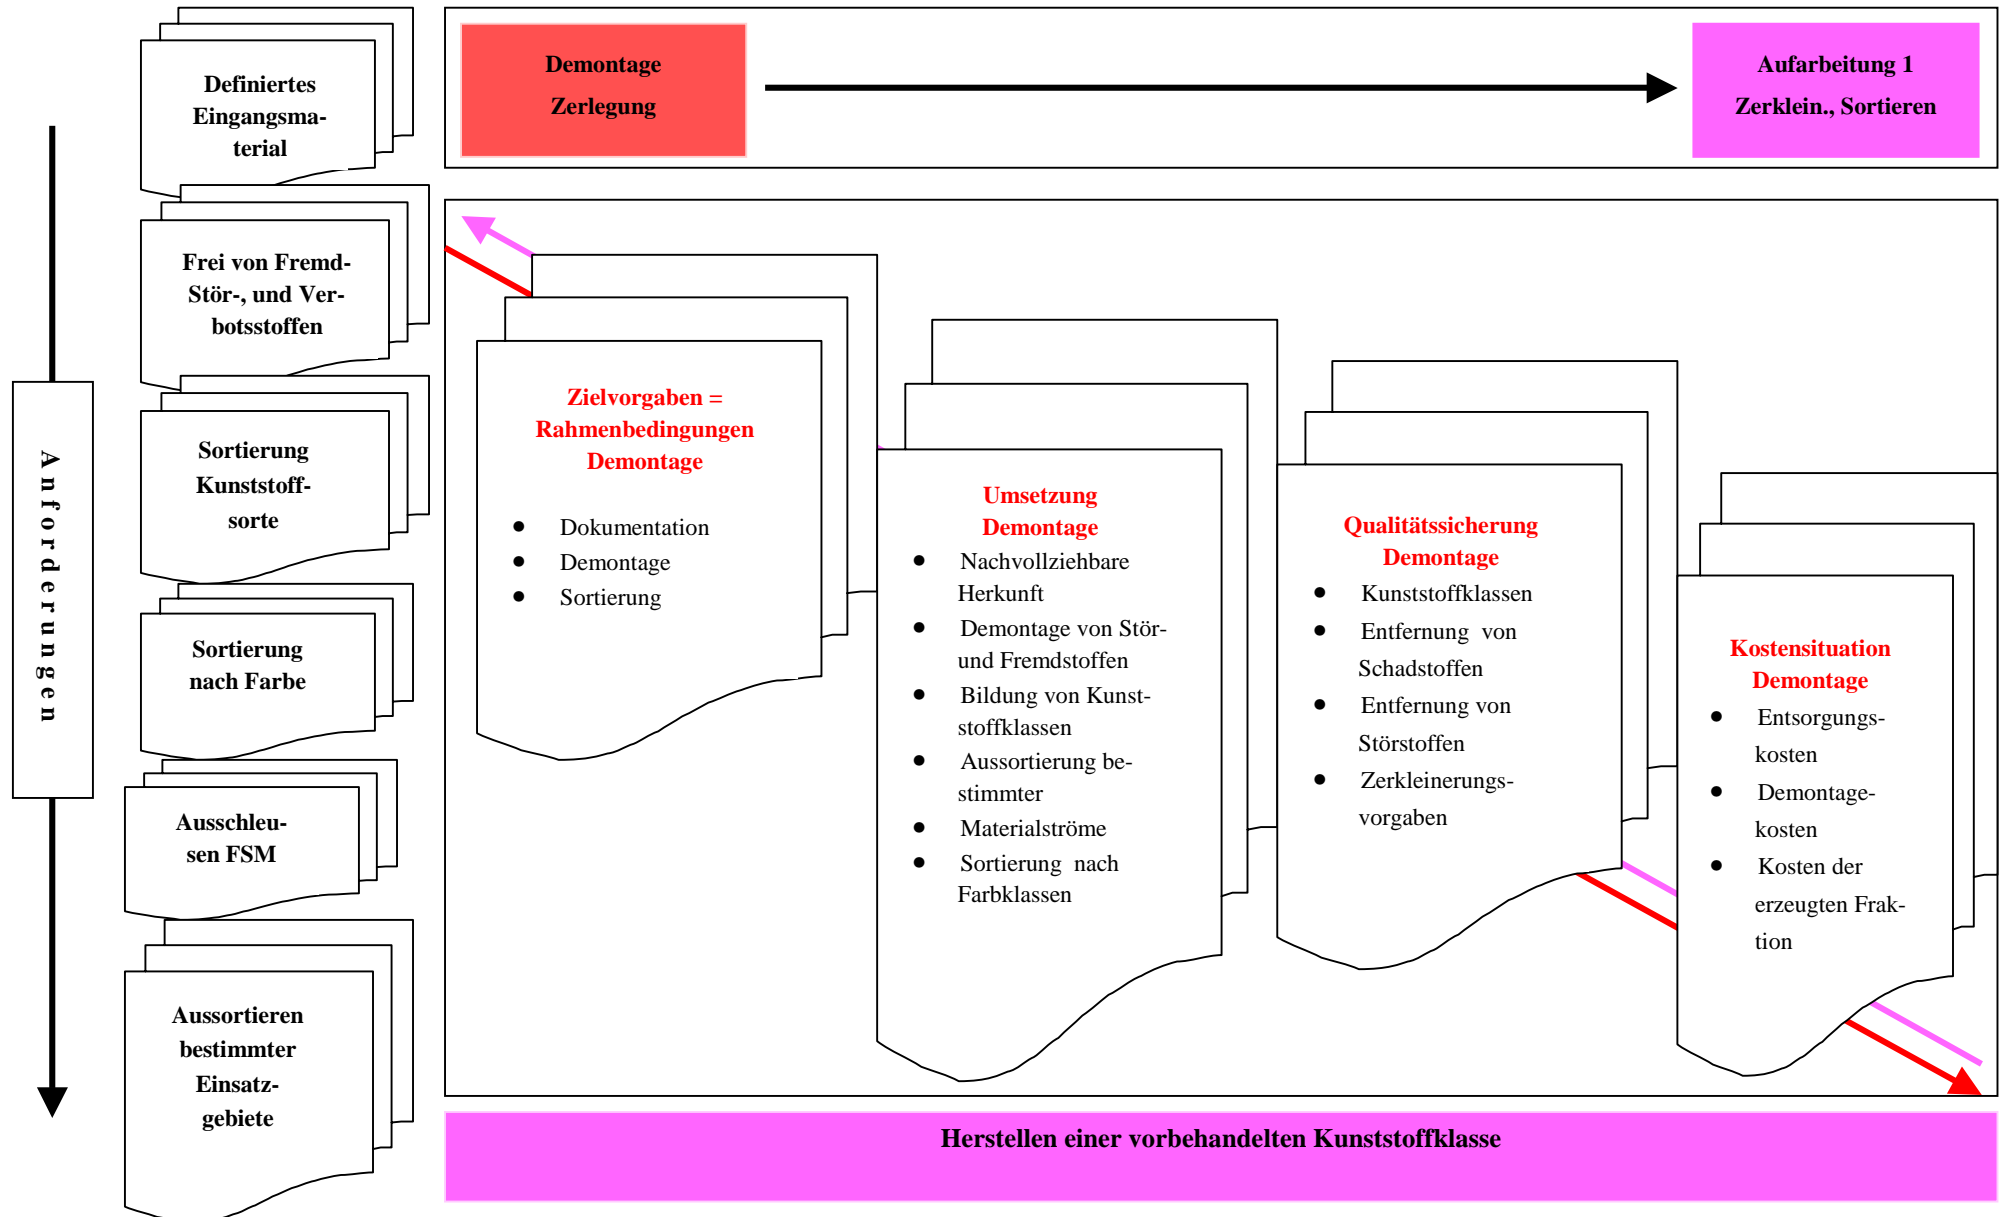 Definiertes
Eingangsma-
terial
Frei von Fremd-
Stör-, und Ver-
botsstoffen
Sortierung
Kunststoff-
sorte
Sortierung
nach Farbe
Ausschleu-
sen FSM
Aussortieren
bestimmter
Einsatz-
gebiete
Anforderungen
Demontage
Zerlegung
Aufarbeitung 1
Zerklein., Sortieren
Zielvorgaben =
Rahmenbedingungen
Demontage
● Dokumentation
● Demontage
● Sortierung
Umsetzung
Demontage
● Nachvollziehbare
Herkunft
● Demontage von Stör-
und Fremdstoffen
● Bildung von Kunst-
stoffklassen
● Aussortierung be-
stimmter
● Materialströme
● Sortierung nach
Farbklassen
Qualitätssicherung
Demontage
● Kunststoffklassen
● Entfernung von
Schadstoffen
● Entfernung von
Störstoffen
● Zerkleinerungs-
vorgaben
Kostensituation
Demontage
● Entsorgungs-
kosten
● Demontage-
kosten
● Kosten der
erzeugten Frak-
tion
Herstellen einer vorbehandelten Kunststoffklasse